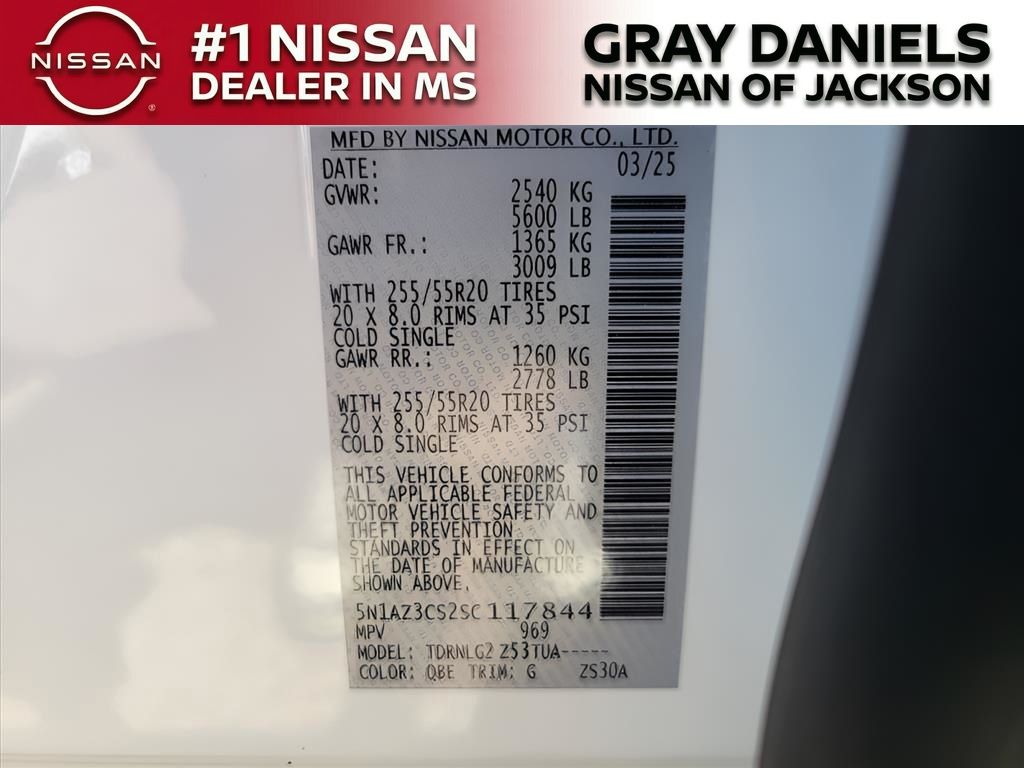 NISSAN
#1 NISSAN
DEALER IN MS
GRAY DANIELS
NISSAN OF JACKSON
MFD BY NISSAN MOTOR CO., LTD.
DATE: 03/25
GVWR: 2540 KG
5600 LB
GAWR FR.: 1365 KG
3009 LB
WITH 255/55R20 TIRES
20 X 8.0 RIMS AT 35 PSI
COLD SINGLE
GAWR RR.: 1260 KG
2778 LB
WITH 255/55R20 TIRES
20 X 8.0 RIMS AT 35 PSI
COLD SINGLE
THIS VEHICLE CONFORMS TO
ALL APPLICABLE FEDERAL
MOTOR VEHICLE SAFETY AND
THEFT PREVENTION
STANDARDS IN EFFECT ON
THE DATE OF MANUFACTURE
SHOWN ABOVE.
5N1AZ3CS2SC117844
MPV 969
MODEL: TDRNLG2 Z53TUA-----
COLOR: QBE TRIM: G ZS30A